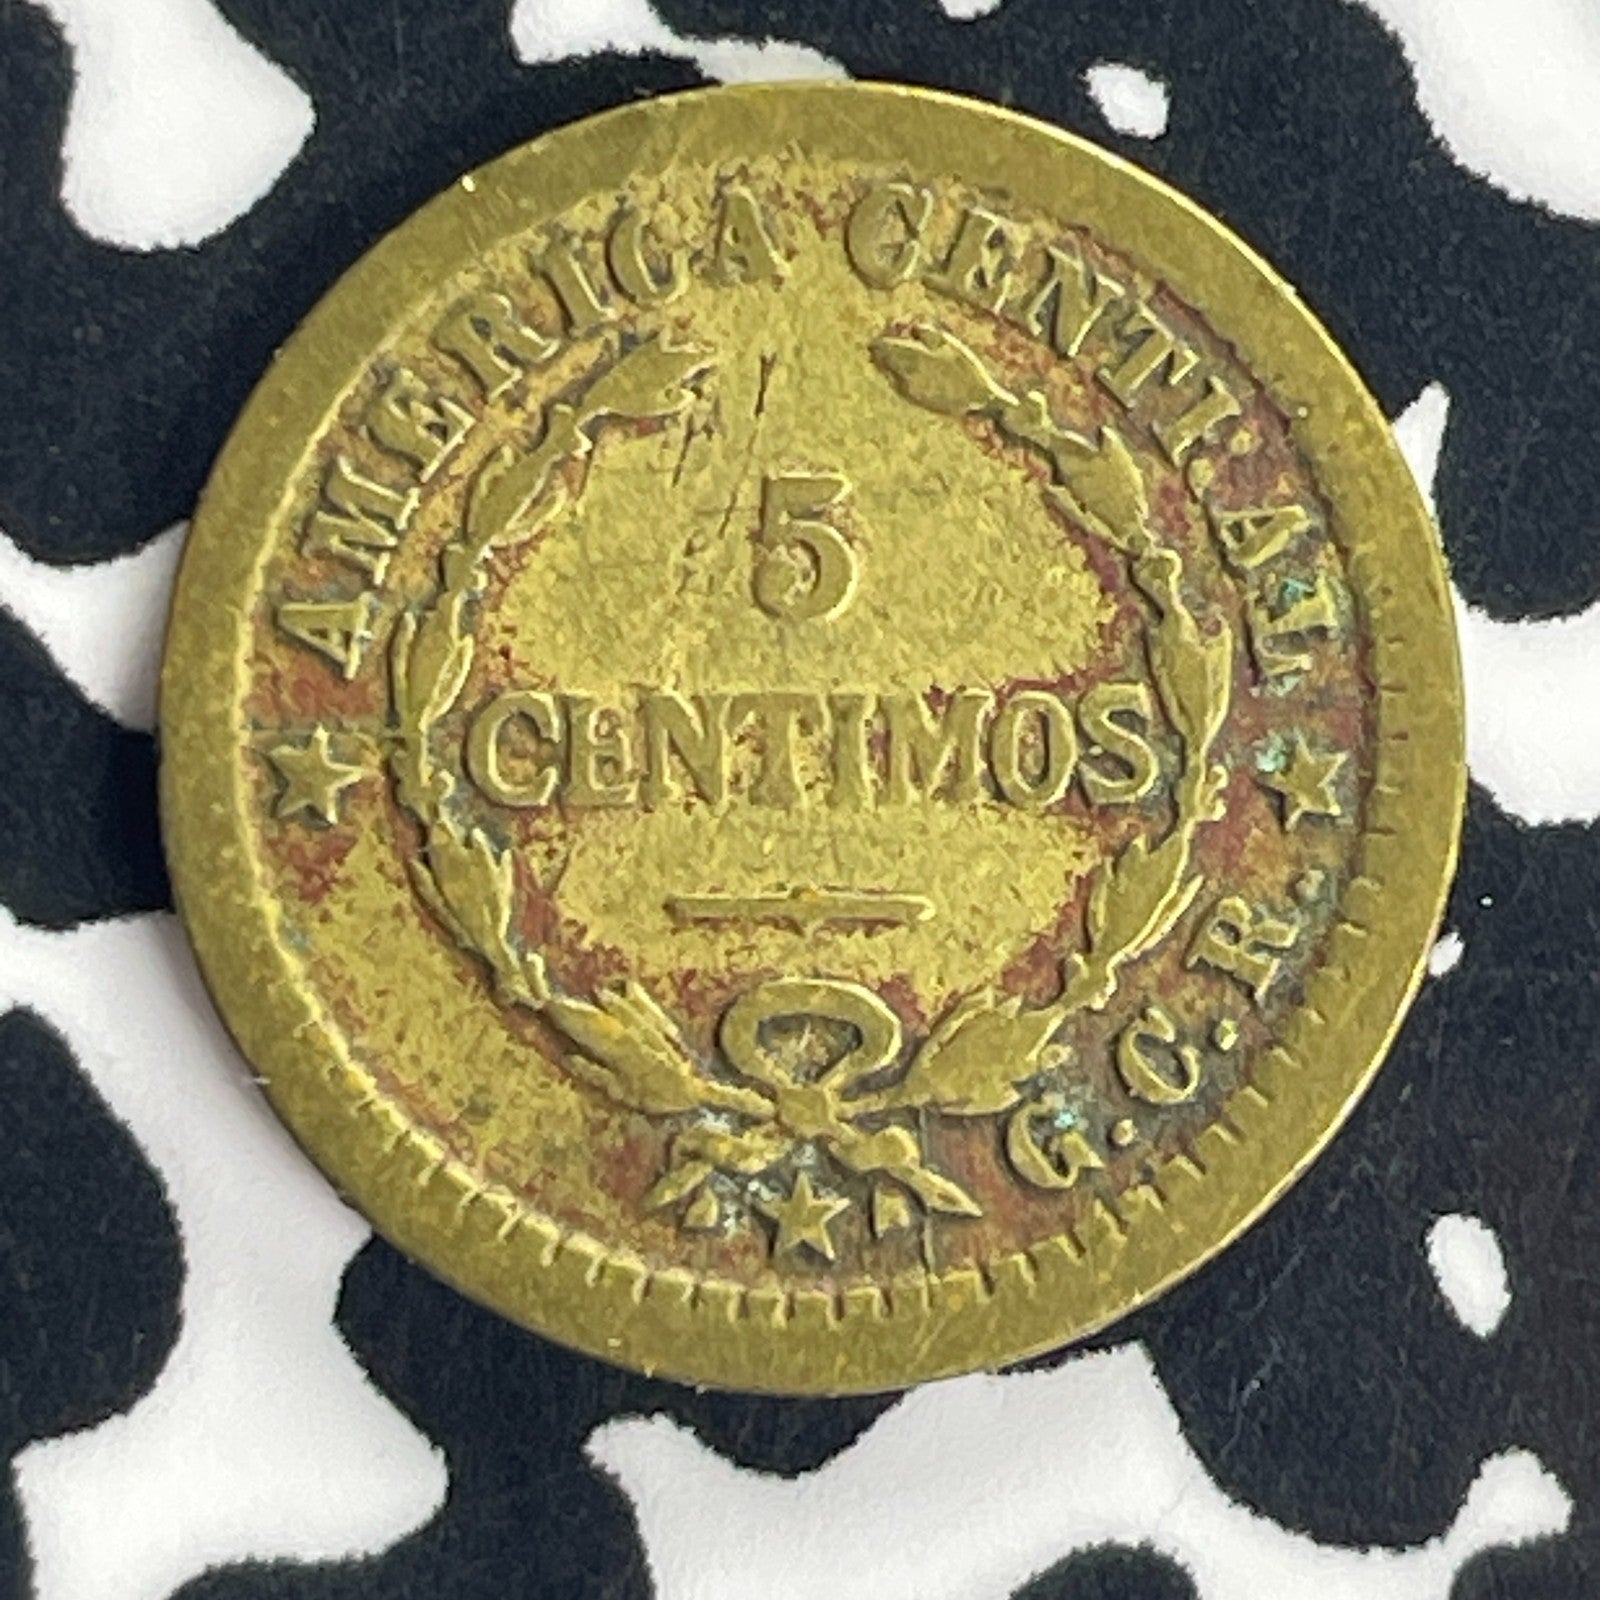 AMERICA CENTRAL
5
CENTIMOS
G.C.R.